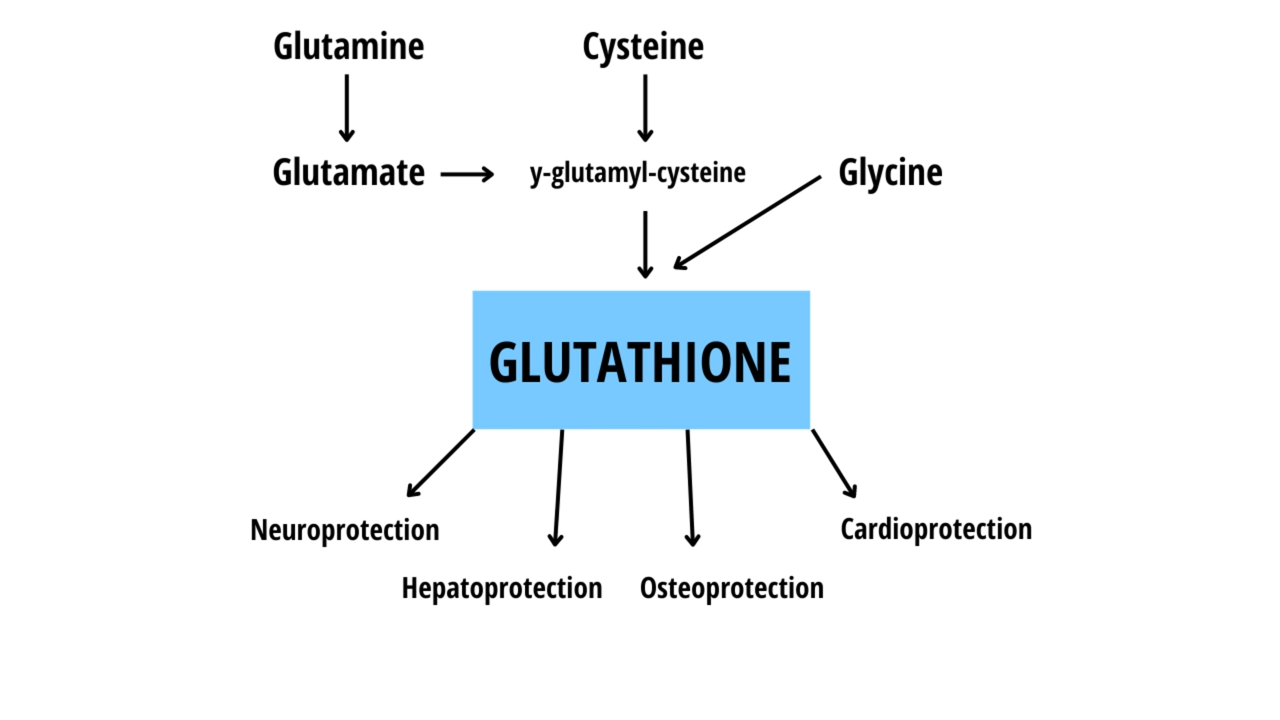 Glutamine
Cysteine
Glutamate
y-glutamyl-cysteine
Glycine
GLUTATHIONE
Neuroprotection
Cardioprotection
Hepatoprotection
Osteoprotection